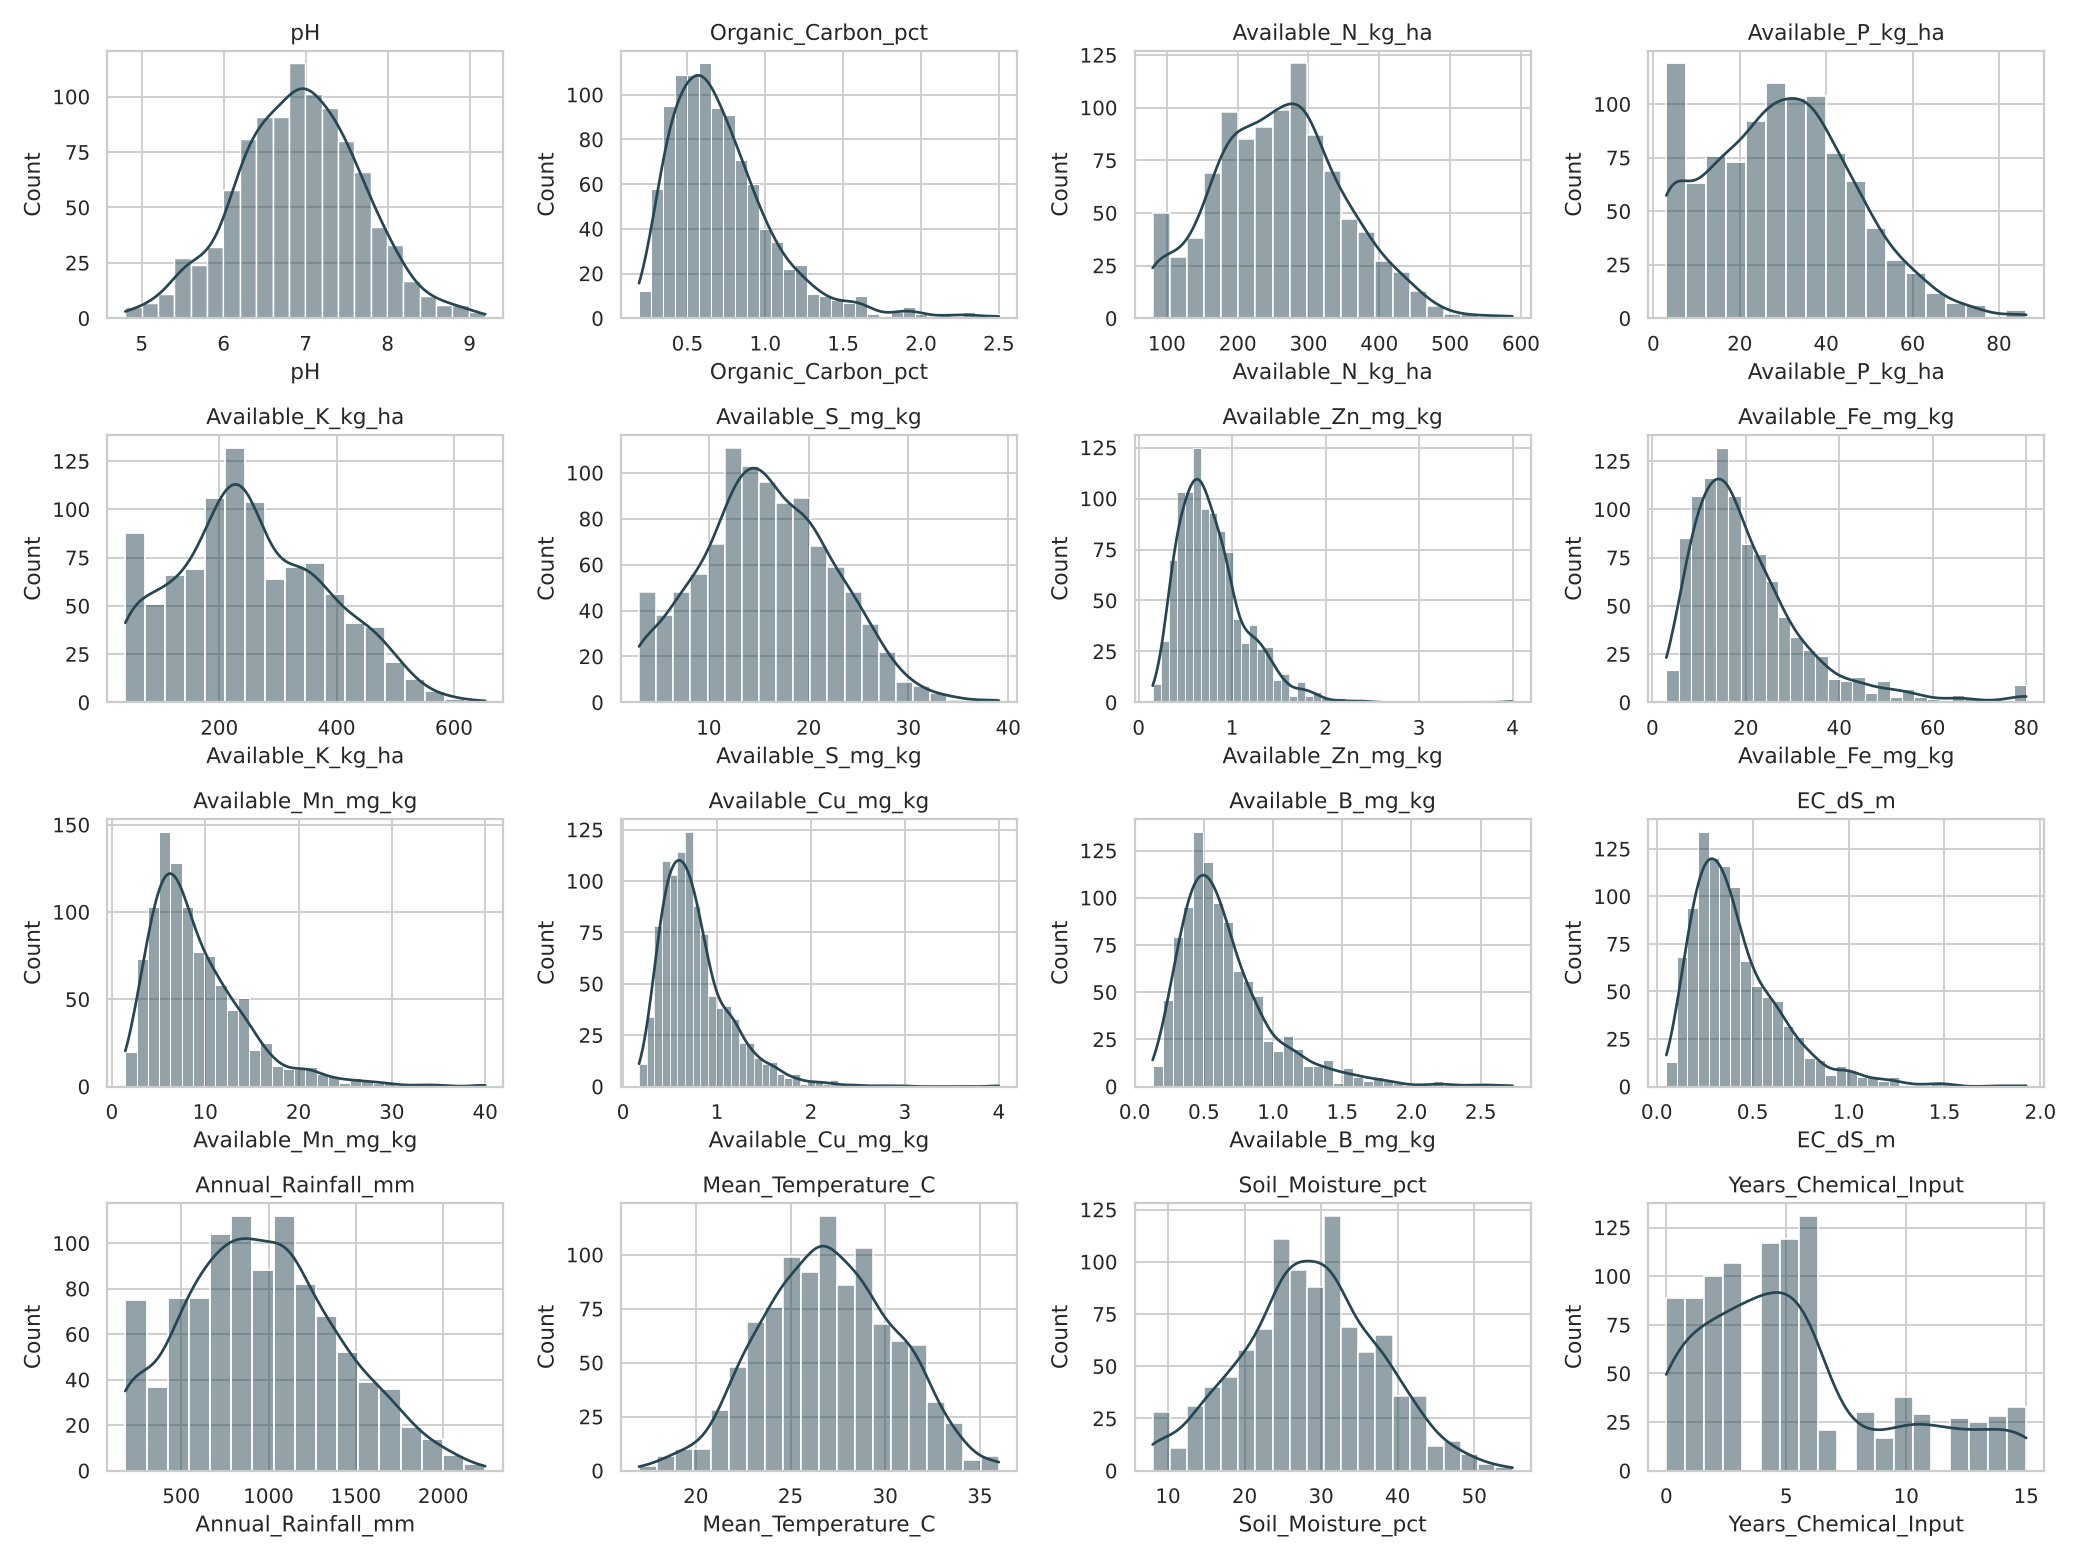 pH
Organic_Carbon_pct
Available_N_kg_ha
Available_P_kg_ha
Count
100
75
50
25
0
5 6 7 8 9
pH
Count
100
80
60
40
20
0
0.5 1.0 1.5 2.0 2.5
Organic_Carbon_pct
Count
125
100
75
50
25
0
100 200 300 400 500 600
Available_N_kg_ha
Count
100
75
50
25
0
0 20 40 60 80
Available_P_kg_ha
Available_K_kg_ha
Available_S_mg_kg
Available_Zn_mg_kg
Available_Fe_mg_kg
Count
125
100
75
50
25
0
200 400 600
Available_K_kg_ha
Count
100
80
60
40
20
0
10 20 30 40
Available_S_mg_kg
Count
125
100
75
50
25
0
0 1 2 3 4
Available_Zn_mg_kg
Count
125
100
75
50
25
0
0 20 40 60 80
Available_Fe_mg_kg
Available_Mn_mg_kg
Available_Cu_mg_kg
Available_B_mg_kg
EC_dS_m
Count
150
100
50
0
0 10 20 30 40
Available_Mn_mg_kg
Count
125
100
75
50
25
0
0 1 2 3 4
Available_Cu_mg_kg
Count
125
100
75
50
25
0
0.0 0.5 1.0 1.5 2.0 2.5
Available_B_mg_kg
Count
125
100
75
50
25
0
0.0 0.5 1.0 1.5 2.0
EC_dS_m
Annual_Rainfall_mm
Mean_Temperature_C
Soil_Moisture_pct
Years_Chemical_Input
Count
100
80
60
40
20
0
500 1000 1500 2000
Annual_Rainfall_mm
Count
100
75
50
25
0
20 25 30 35
Mean_Temperature_C
Count
125
100
75
50
25
0
10 20 30 40 50
Soil_Moisture_pct
Count
125
100
75
50
25
0
0 5 10 15
Years_Chemical_Input